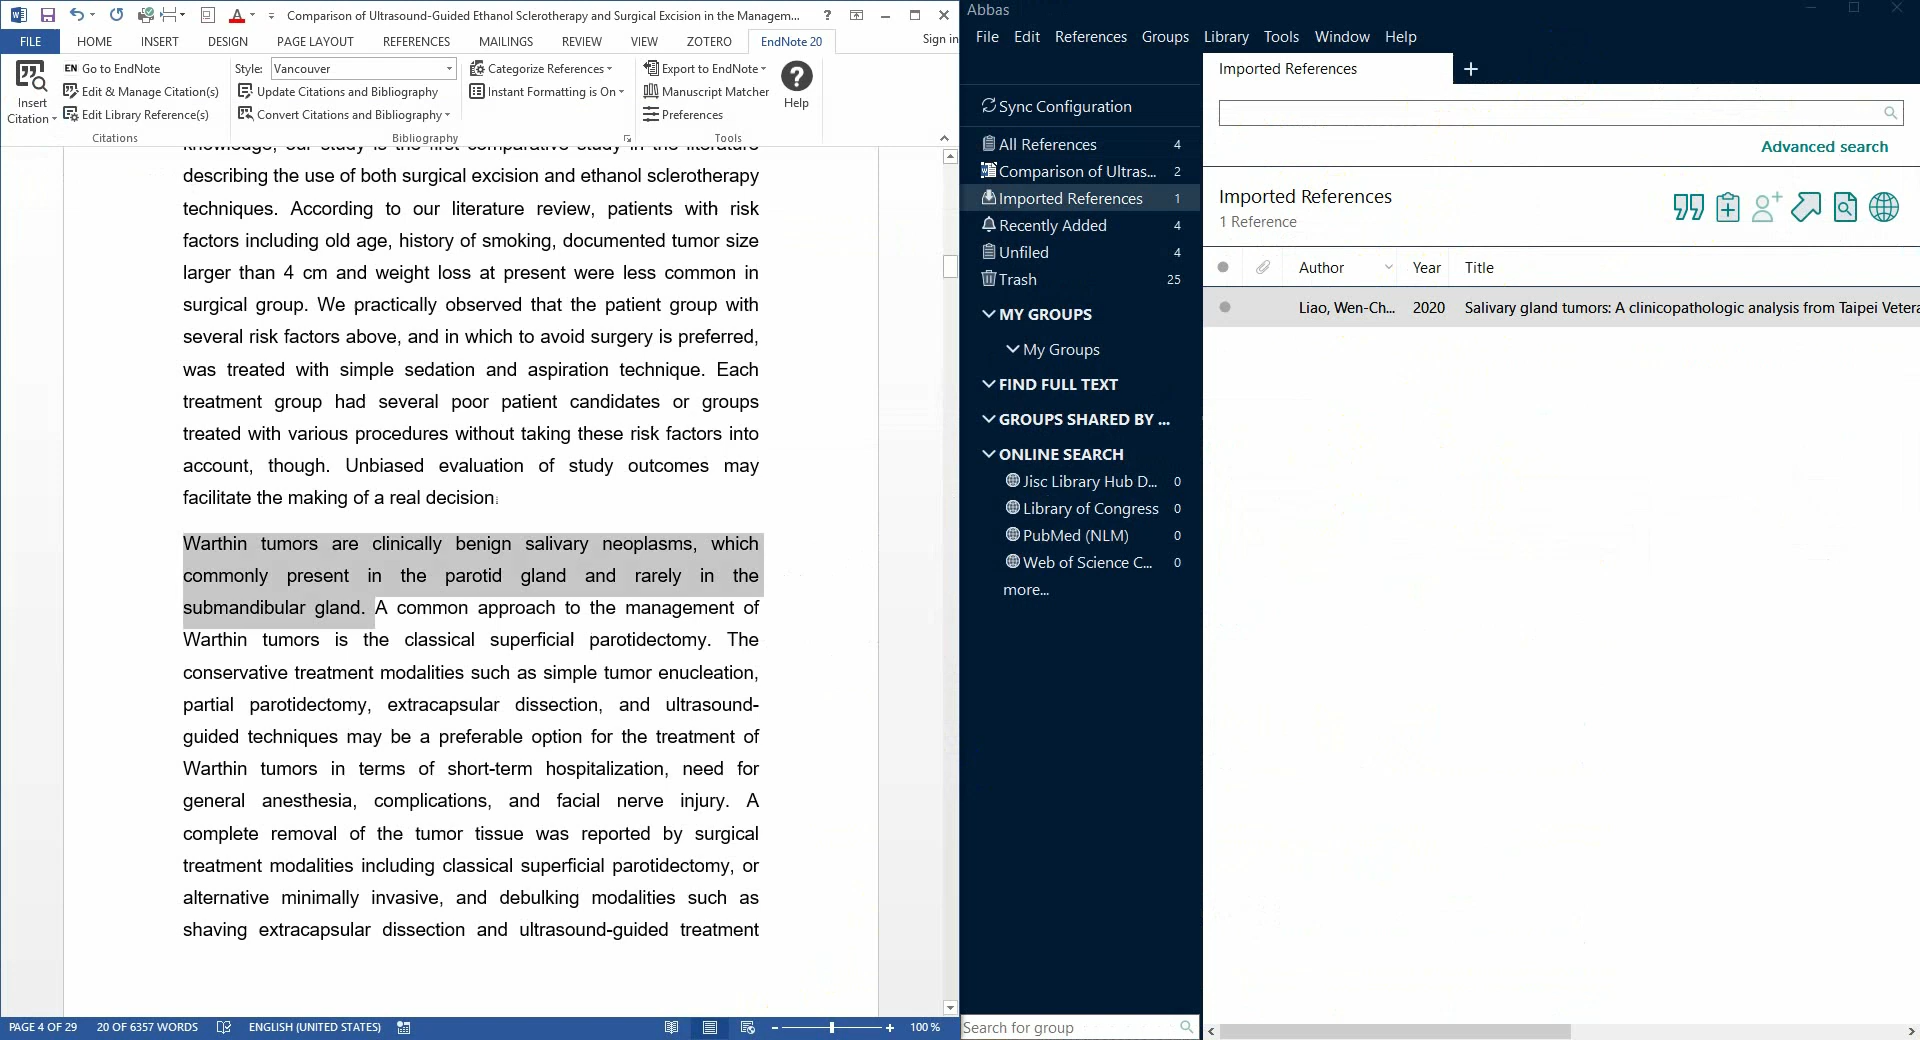 Comparison of Ultrasound-Guided Ethanol Sclerotherapy and Surgical Excision in the Managem...
FILE HOME INSERT DESIGN PAGE LAYOUT REFERENCES MAILINGS REVIEW VIEW ZOTERO EndNote 20 Sign in
Insert Citation
EN Go to EndNote
Edit & Manage Citation(s)
Edit Library Reference(s)
Citations
Style: Vancouver
Update Citations and Bibliography
Convert Citations and Bibliography
Categorize References
Instant Formatting is On
Bibliography
Export to EndNote
Manuscript Matcher
Preferences
Tools
Help
knowledge, our study is the first comparative study in the literature
describing the use of both surgical excision and ethanol sclerotherapy
techniques. According to our literature review, patients with risk
factors including old age, history of smoking, documented tumor size
larger than 4 cm and weight loss at present were less common in
surgical group. We practically observed that the patient group with
several risk factors above, and in which to avoid surgery is preferred,
was treated with simple sedation and aspiration technique. Each
treatment group had several poor patient candidates or groups
treated with various procedures without taking these risk factors into
account, though. Unbiased evaluation of study outcomes may
facilitate the making of a real decision.
Warthin tumors are clinically benign salivary neoplasms, which
commonly present in the parotid gland and rarely in the
submandibular gland. A common approach to the management of
Warthin tumors is the classical superficial parotidectomy. The
conservative treatment modalities such as simple tumor enucleation,
partial parotidectomy, extracapsular dissection, and ultrasound-
guided techniques may be a preferable option for the treatment of
Warthin tumors in terms of short-term hospitalization, need for
general anesthesia, complications, and facial nerve injury. A
complete removal of the tumor tissue was reported by surgical
treatment modalities including classical superficial parotidectomy, or
alternative minimally invasive, and debulking modalities such as
shaving extracapsular dissection and ultrasound-guided treatment
PAGE 4 OF 29 20 OF 6357 WORDS ENGLISH (UNITED STATES) 100 %
Abbas
File Edit References Groups Library Tools Window Help
Sync Configuration
All References 4
Comparison of Ultras... 2
Imported References 1
Recently Added 4
Unfiled 4
Trash 25
MY GROUPS
My Groups
FIND FULL TEXT
GROUPS SHARED BY ...
ONLINE SEARCH
Jisc Library Hub D... 0
Library of Congress 0
PubMed (NLM) 0
Web of Science C... 0
more...
Search for group
Imported References
Advanced search
Imported References
1 Reference
Author Year Title
Liao, Wen-Ch... 2020 Salivary gland tumors: A clinicopathologic analysis from Taipei Vetera